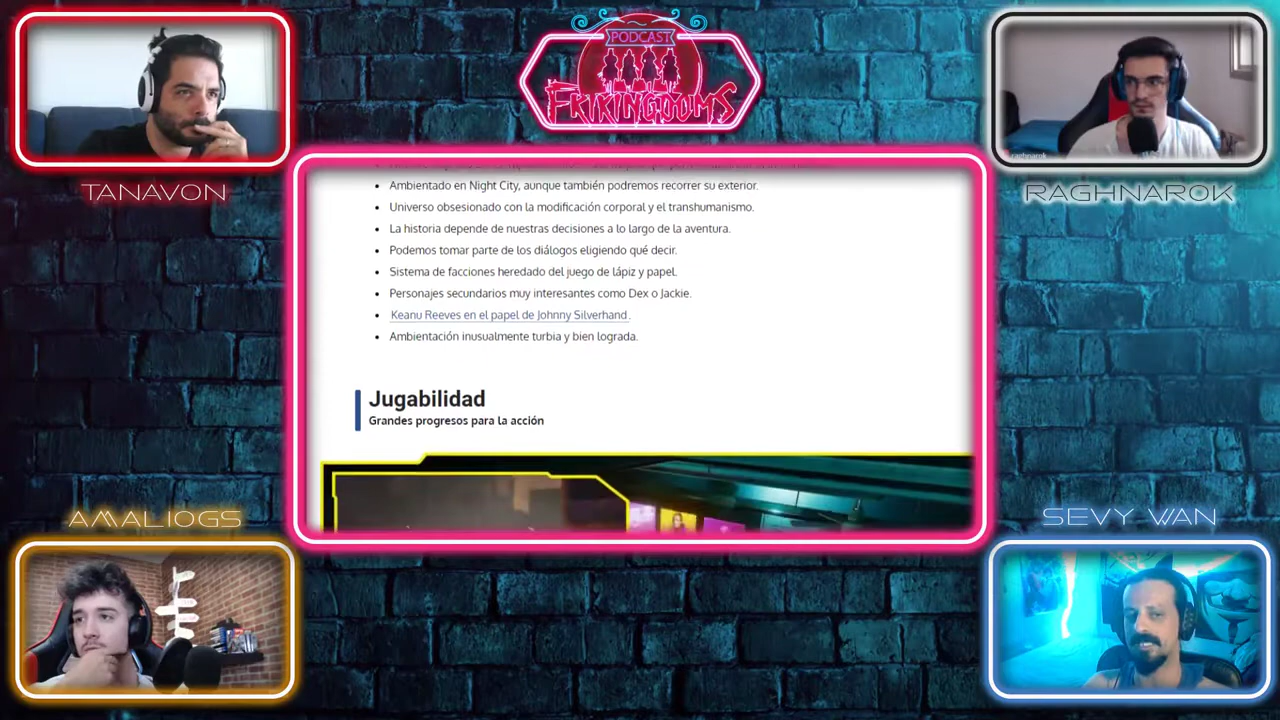 PODCAST
FRIKINGDOMS
TANAVON
raghnarok
RAGHNAROK
Ambientado en Night City, aunque también podremos recorrer su exterior.
Universo obsesionado con la modificación corporal y el transhumanismo.
La historia depende de nuestras decisiones a lo largo de la aventura.
Podemos tomar parte de los diálogos eligiendo qué decir.
Sistema de facciones heredado del juego de lápiz y papel.
Personajes secundarios muy interesantes como Dex o Jackie.
Keanu Reeves en el papel de Johnny Silverhand.
Ambientación inusualmente turbia y bien lograda.
Jugabilidad
Grandes progresos para la acción
AMALIOGS
SEVY WAN